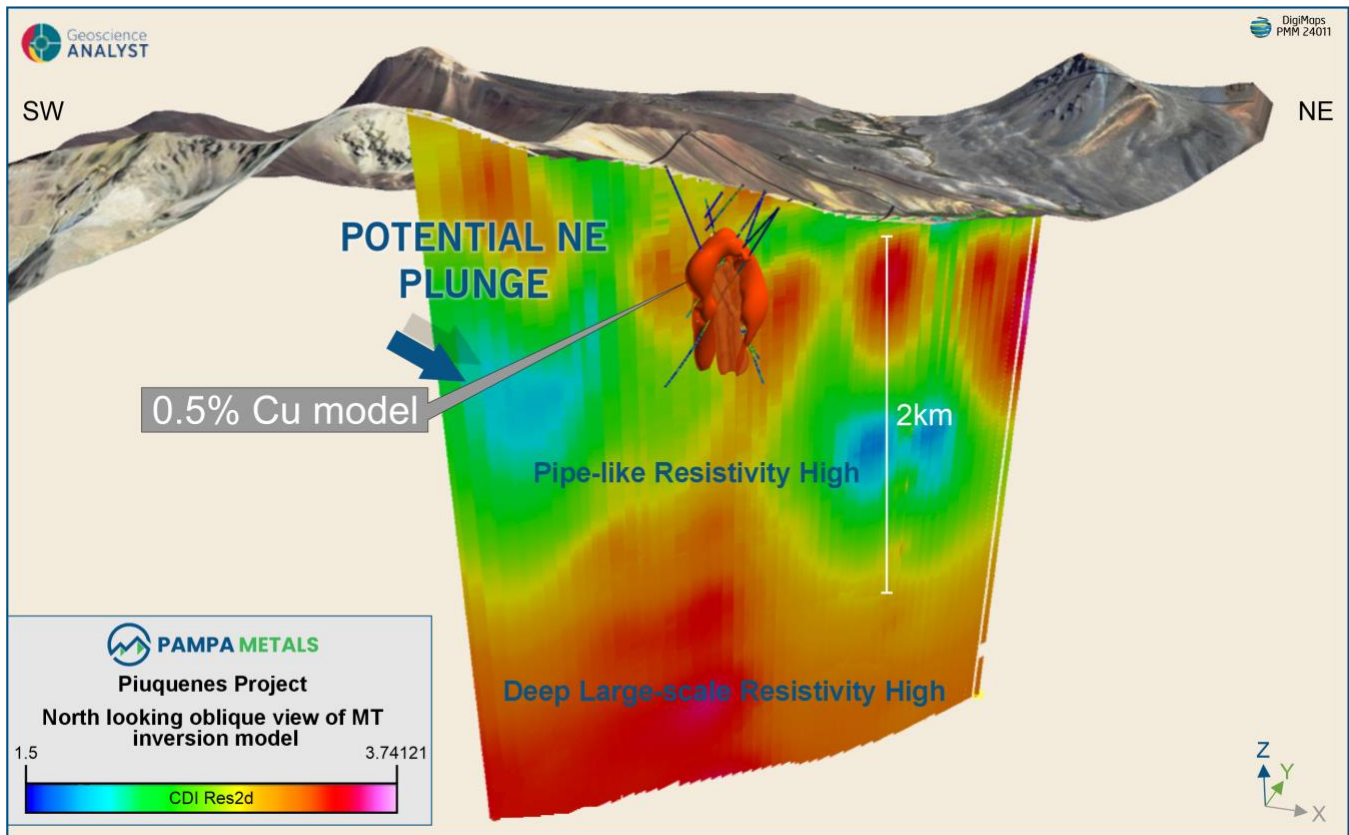 Geoscience
ANALYST
DigiMaps
PMM 24011
SW
NE
POTENTIAL NE
PLUNGE
0.5% Cu model
2km
Pipe-like Resistivity High
Deep Large-scale Resistivity High
PAMPA METALS
Piuquenes Project
North looking oblique view of MT
inversion model
1.5
3.74121
CDI Res2d
Z
Y
X